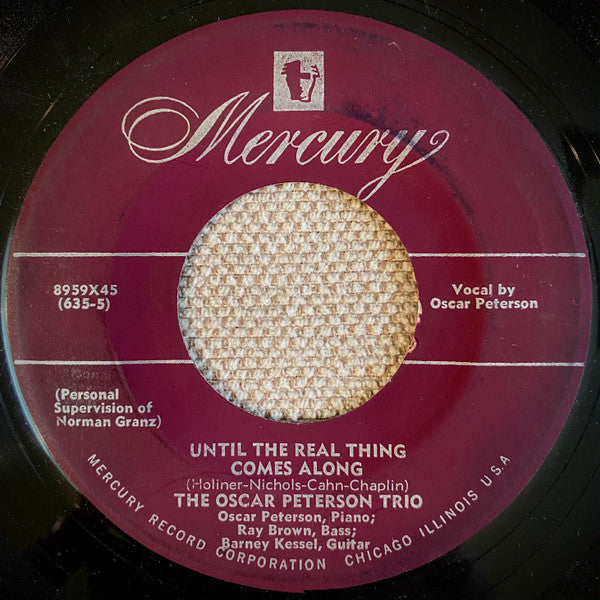 Mercury
8959X45
(635-5)
Vocal by
Oscar Peterson
(Personal
Supervision of
Norman Granz)
UNTIL THE REAL THING
COMES ALONG
(Holiner-Nichols-Cahn-Chaplin)
THE OSCAR PETERSON TRIO
Oscar Peterson, Piano;
Ray Brown, Bass;
Barney Kessel, Guitar
MERCURY RECORD CORPORATION CHICAGO ILLINOIS U.S.A